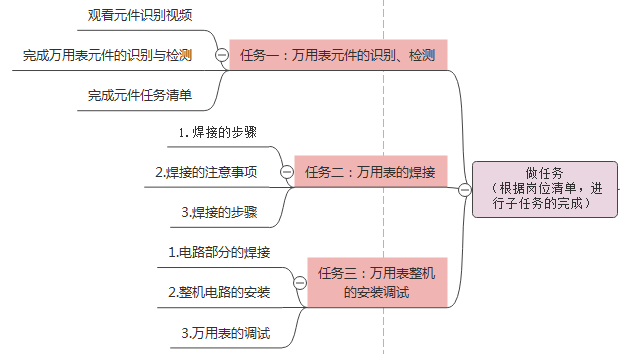 观看元件识别视频
完成万用表元件的识别与检测
完成元件任务清单
任务一：万用表元件的识别、检测
1. 焊接的步骤
2.焊接的注意事项
3.焊接的步骤
任务二：万用表的焊接
1.电路部分的焊接
2.整机电路的安装
3.万用表的调试
任务三：万用表整机
的安装调试
做任务
（根据岗位清单，进
行子任务的完成）